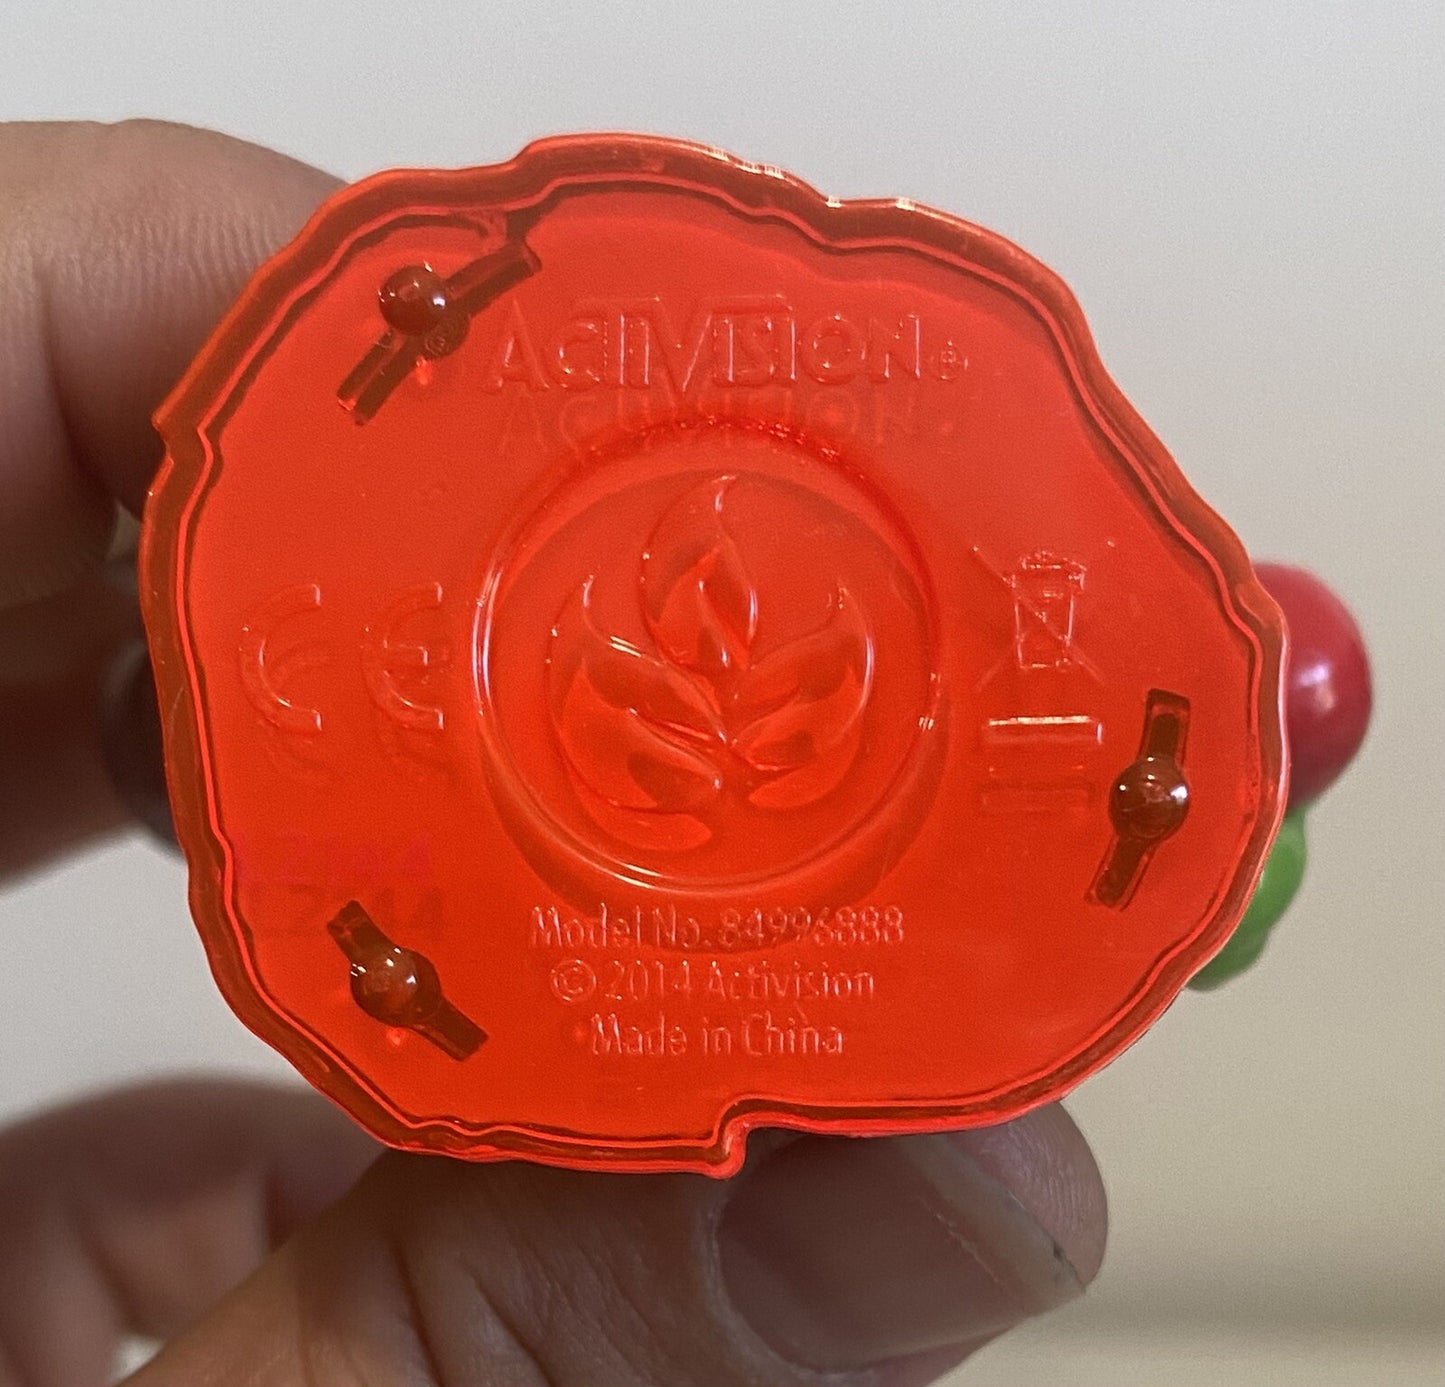 ACTIVISION®
CE
Model No. 84996888
© 2014 Activision
Made in China